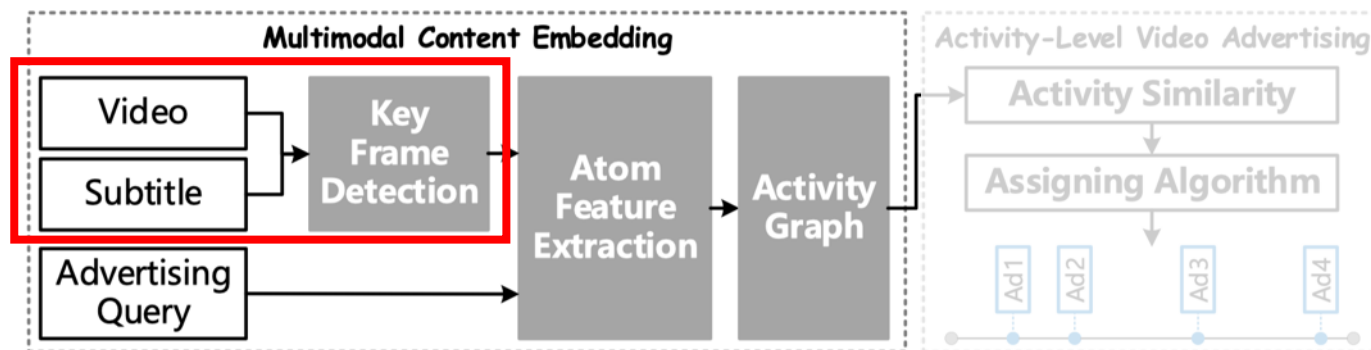 Multimodal Content Embedding
Activity-Level Video Advertising
Video
Subtitle
Key
Frame
Detection
Advertising
Query
Atom
Feature
Extraction
Activity
Graph
Activity Similarity
Assigning Algorithm
Ad1
Ad2
Ad3
Ad4